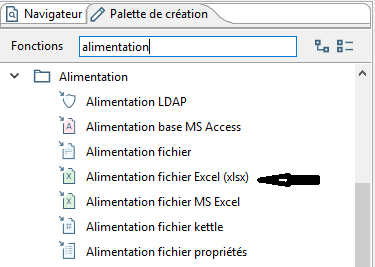 Navigateur Palette de création
Fonctions alimentation
Alimentation
Alimentation LDAP
Alimentation base MS Access
Alimentation fichier
Alimentation fichier Excel (xlsx)
Alimentation fichier MS Excel
Alimentation fichier kettle
Alimentation fichier propriétés